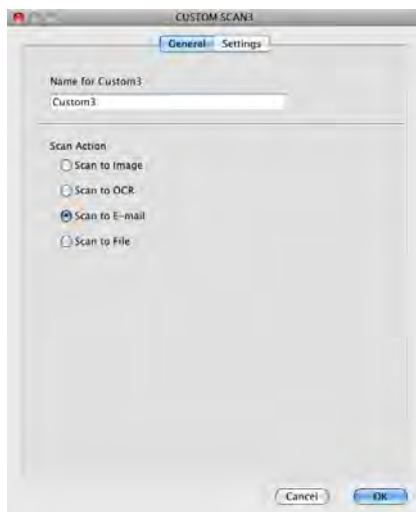 CUSTOM SCAN3
General Settings
Name for Custom3
Custom3
Scan Action
Scan to Image
Scan to OCR
Scan to E-mail
Scan to File
Cancel OK